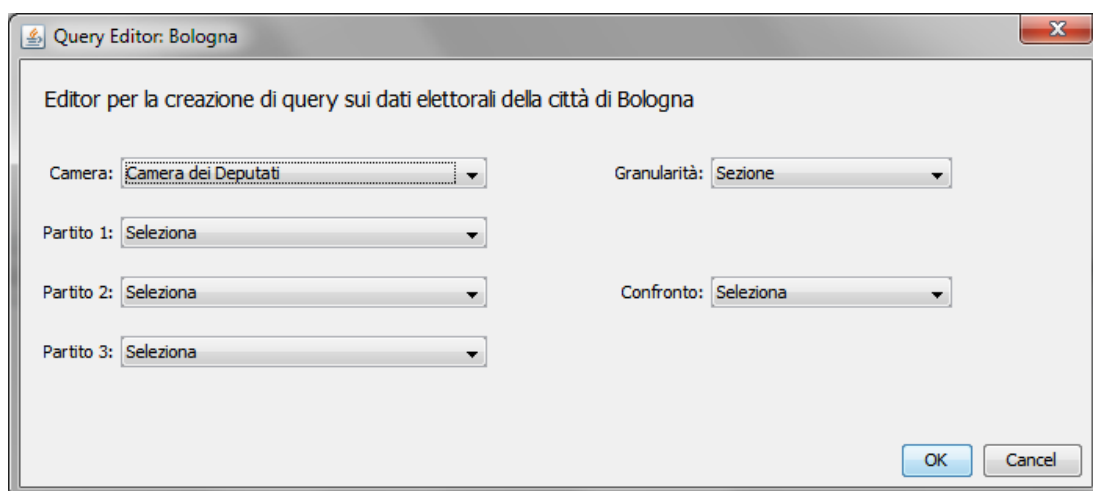 Query Editor: Bologna
Editor per la creazione di query sui dati elettorali della città di Bologna
Camera: Camera dei Deputati Granularità: Sezione
Partito 1: Seleziona
Partito 2: Seleziona Confronto: Seleziona
Partito 3: Seleziona
OK Cancel